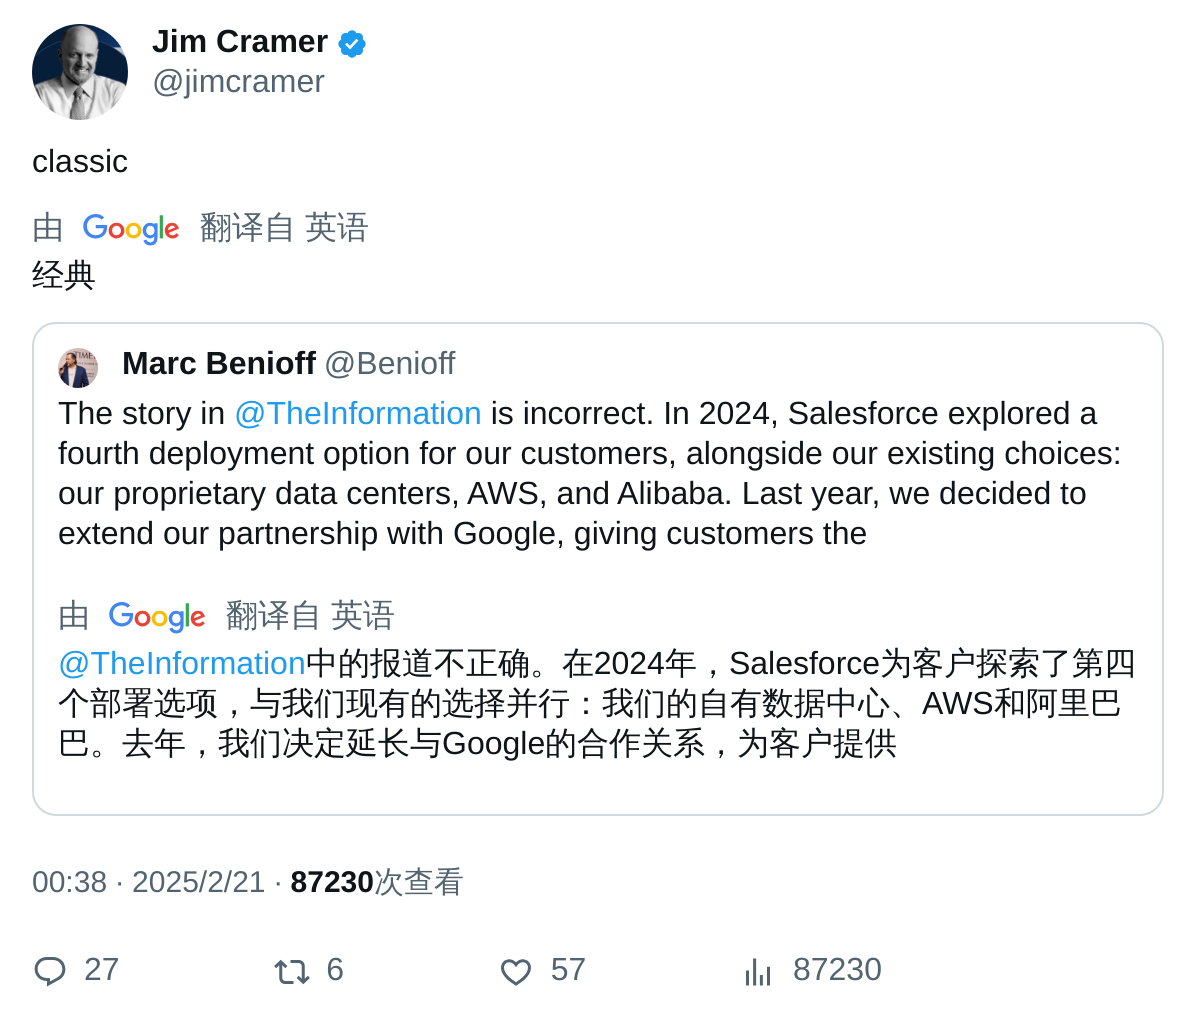 Jim Cramer
@jimcramer
classic
由 Google 翻译自 英语
经典
TIME
Marc Benioff @Benioff
The story in @TheInformation is incorrect. In 2024, Salesforce explored a
fourth deployment option for our customers, alongside our existing choices:
our proprietary data centers, AWS, and Alibaba. Last year, we decided to
extend our partnership with Google, giving customers the
由 Google 翻译自 英语
@TheInformation中的报道不正确。在2024年，Salesforce为客户探索了第四
个部署选项，与我们现有的选择并行：我们的自有数据中心、AWS和阿里巴
巴。去年，我们决定延长与Google的合作关系，为客户提供
00:38 · 2025/2/21 · 87230次查看
27 6 57 87230